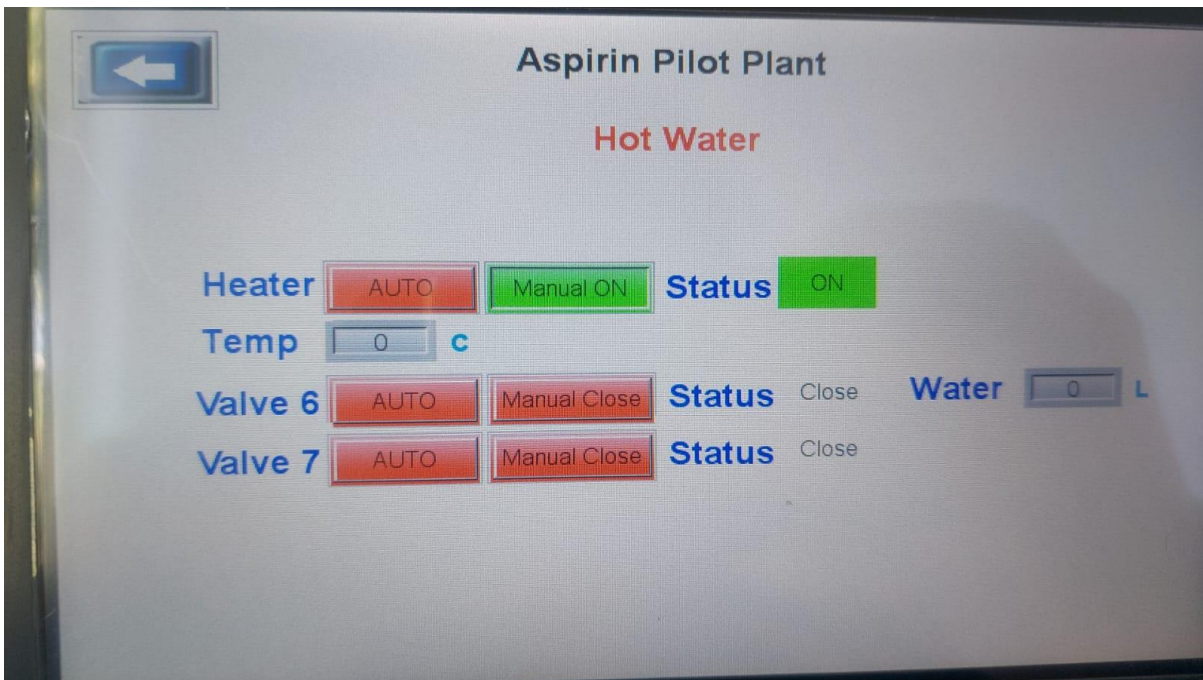 Aspirin Pilot Plant
Hot Water
Heater AUTO Manual ON Status ON
Temp 0 C
Valve 6 AUTO Manual Close Status Close Water 0 L
Valve 7 AUTO Manual Close Status Close